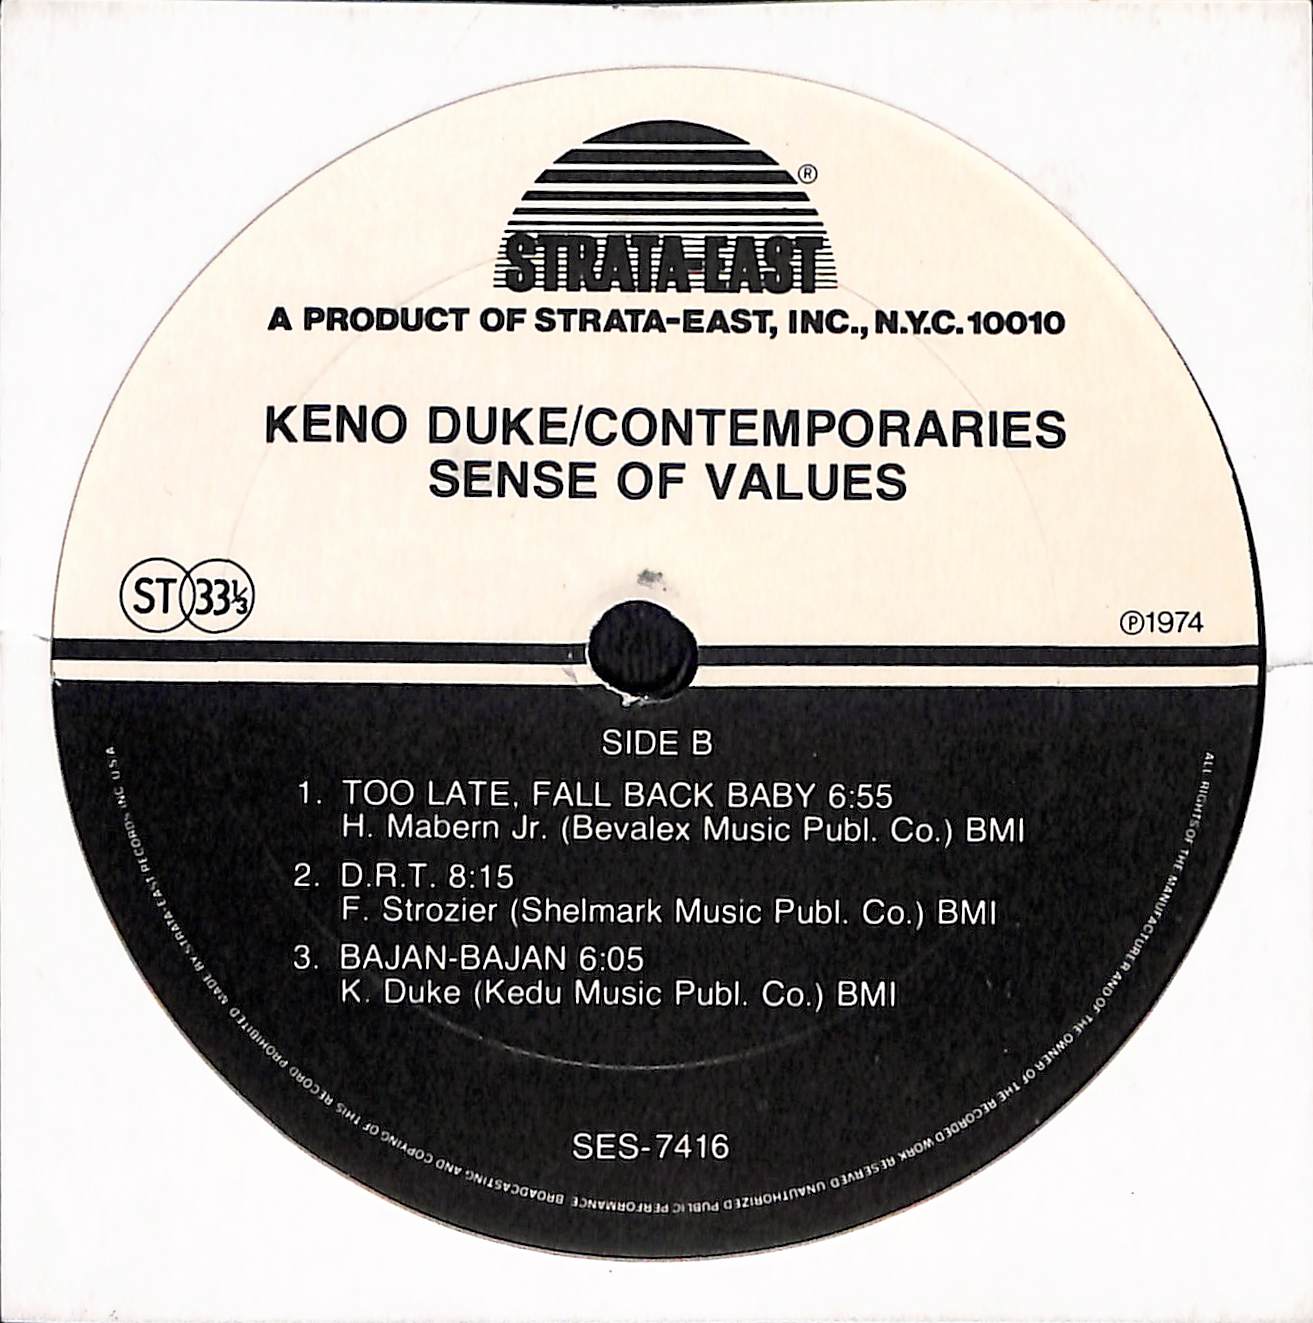 STRATA-EAST ®
A PRODUCT OF STRATA-EAST, INC., N.Y.C. 10010
KENO DUKE/CONTEMPORARIES
SENSE OF VALUES
ST 33⅓
℗1974
SIDE B
1. TOO LATE, FALL BACK BABY 6:55
H. Mabern Jr. (Bevalex Music Publ. Co.) BMI
2. D.R.T. 8:15
F. Strozier (Shelmark Music Publ. Co.) BMI
3. BAJAN-BAJAN 6:05
K. Duke (Kedu Music Publ. Co.) BMI
SES-7416
ALL RIGHTS OF THE MANUFACTURER AND OF THE OWNER OF THE RECORDED WORK RESERVED UNAUTHORIZED PUBLIC PERFORMANCE BROADCASTING AND COPYING OF THIS RECORD PROHIBITED MADE BY STRATA-EAST RECORDS INC U.S.A